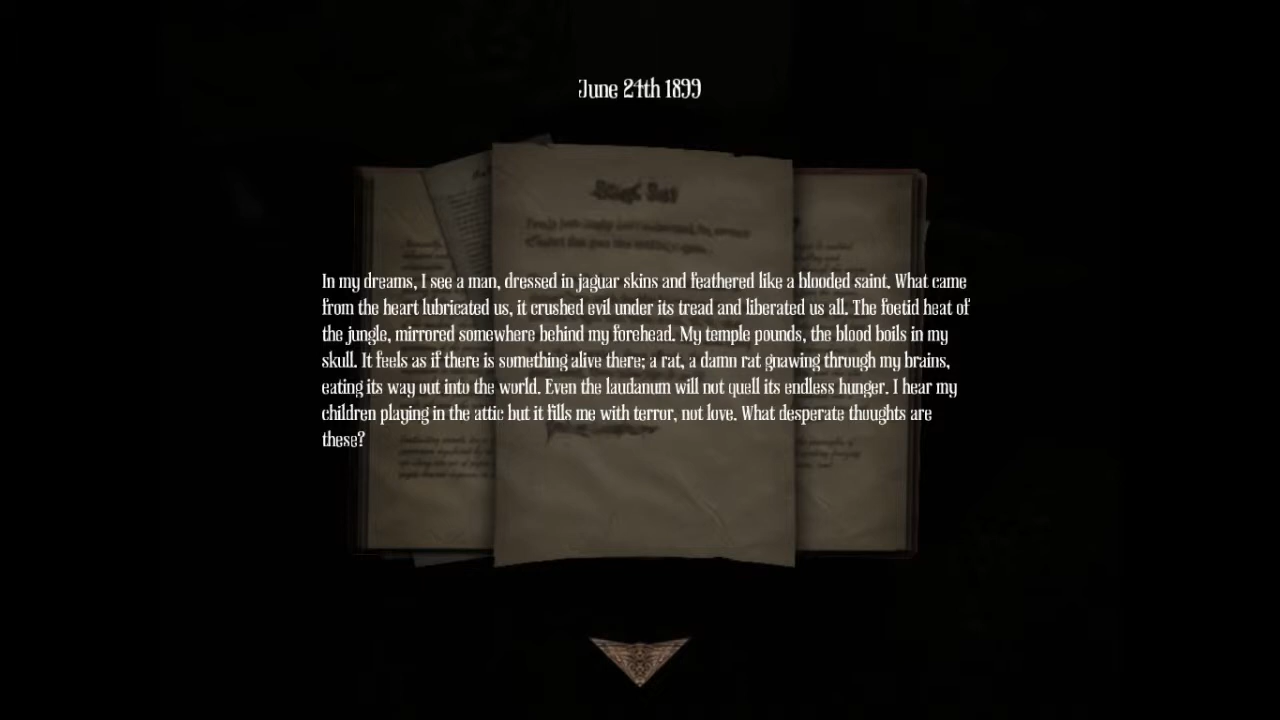 June 24th 1899
In my dreams, I see a man, dressed in jaguar skins and feathered like a blooded saint. What came
from the heart lubricated us, it crushed evil under its tread and liberated us all. The foetid heat of
the jungle, mirrored somewhere behind my forehead. My temple pounds, the blood boils in my
skull. It feels as if there is something alive there; a rat, a damn rat gnawing through my brains,
eating its way out into the world. Even the laudanum will not quell its endless hunger. I hear my
children playing in the attic but it fills me with terror, not love. What desperate thoughts are
these?